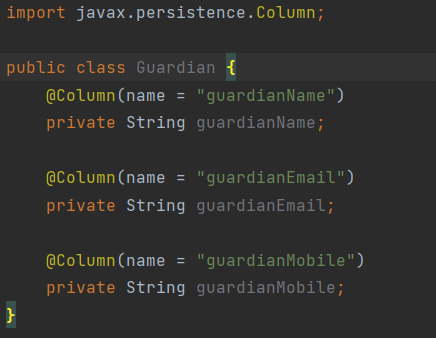 import javax.persistence.Column;
public class Guardian {
@Column(name = "guardianName")
private String guardianName;
@Column(name = "guardianEmail")
private String guardianEmail;
@Column(name = "guardianMobile")
private String guardianMobile;
}